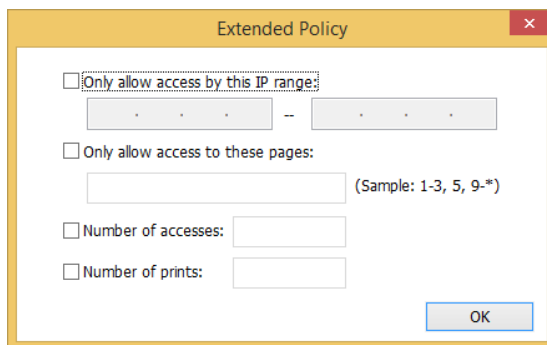 Extended Policy
Only allow access by this IP range:
. . . -- . . .
Only allow access to these pages:
(Sample: 1-3, 5, 9-*)
Number of accesses:
Number of prints:
OK